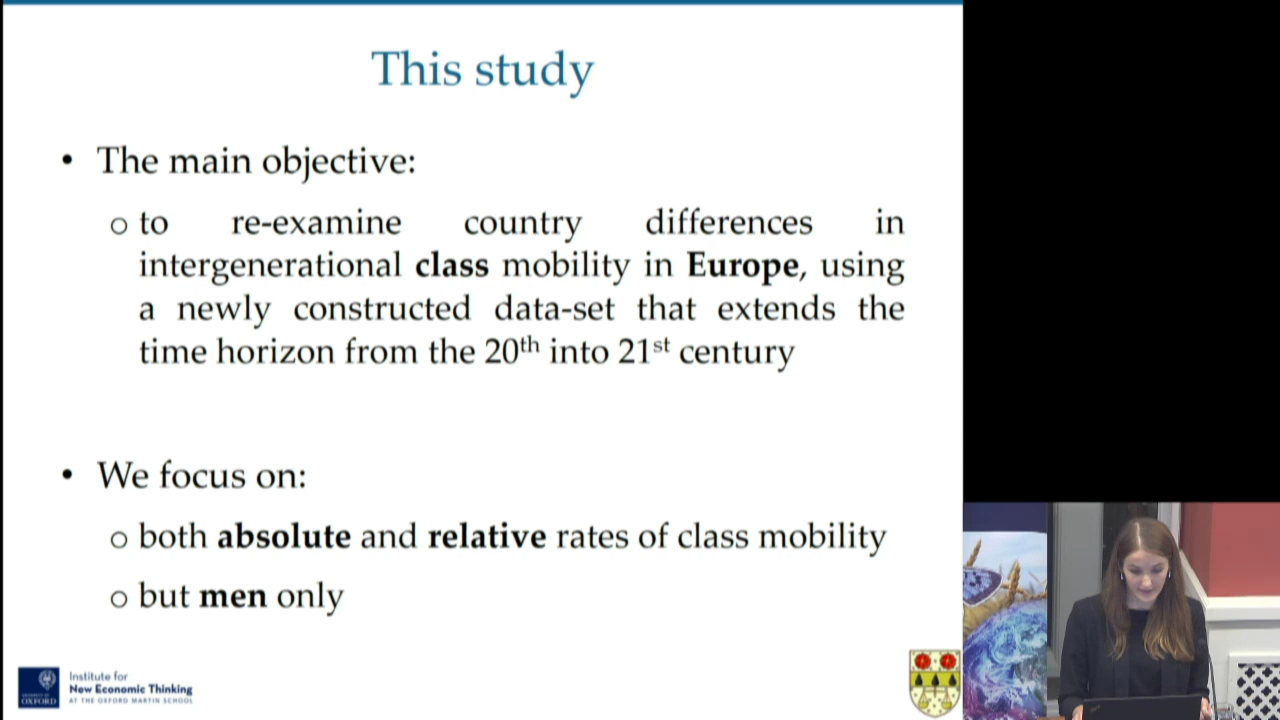 This study
• The main objective:
o to re-examine country differences in
intergenerational class mobility in Europe, using
a newly constructed data-set that extends the
time horizon from the 20th into 21st century
• We focus on:
o both absolute and relative rates of class mobility
o but men only
Institute for
New Economic Thinking
AT THE OXFORD MARTIN SCHOOL
OXFORD